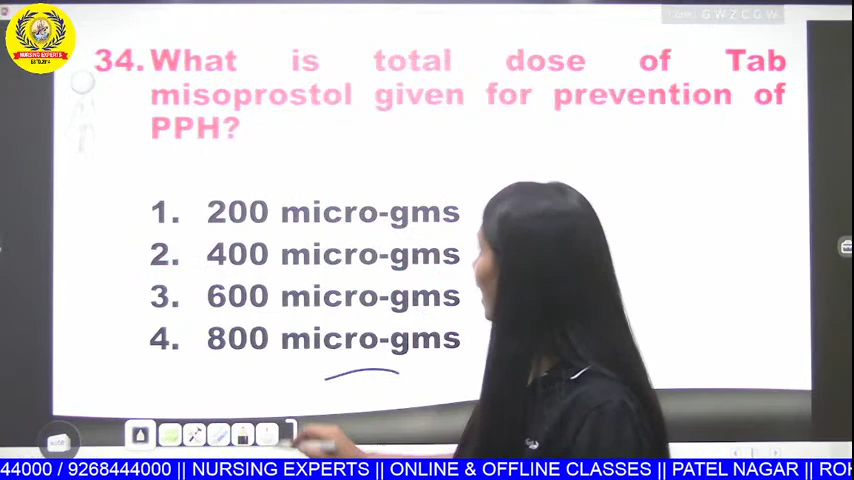 NURSING EXPERTS
34. What is total dose of Tab
misoprostol given for prevention of
PPH?
1. 200 micro-gms
2. 400 micro-gms
3. 600 micro-gms
4. 800 micro-gms
44000 / 9268444000 || NURSING EXPERTS || ONLINE & OFFLINE CLASSES || PATEL NAGAR || ROH